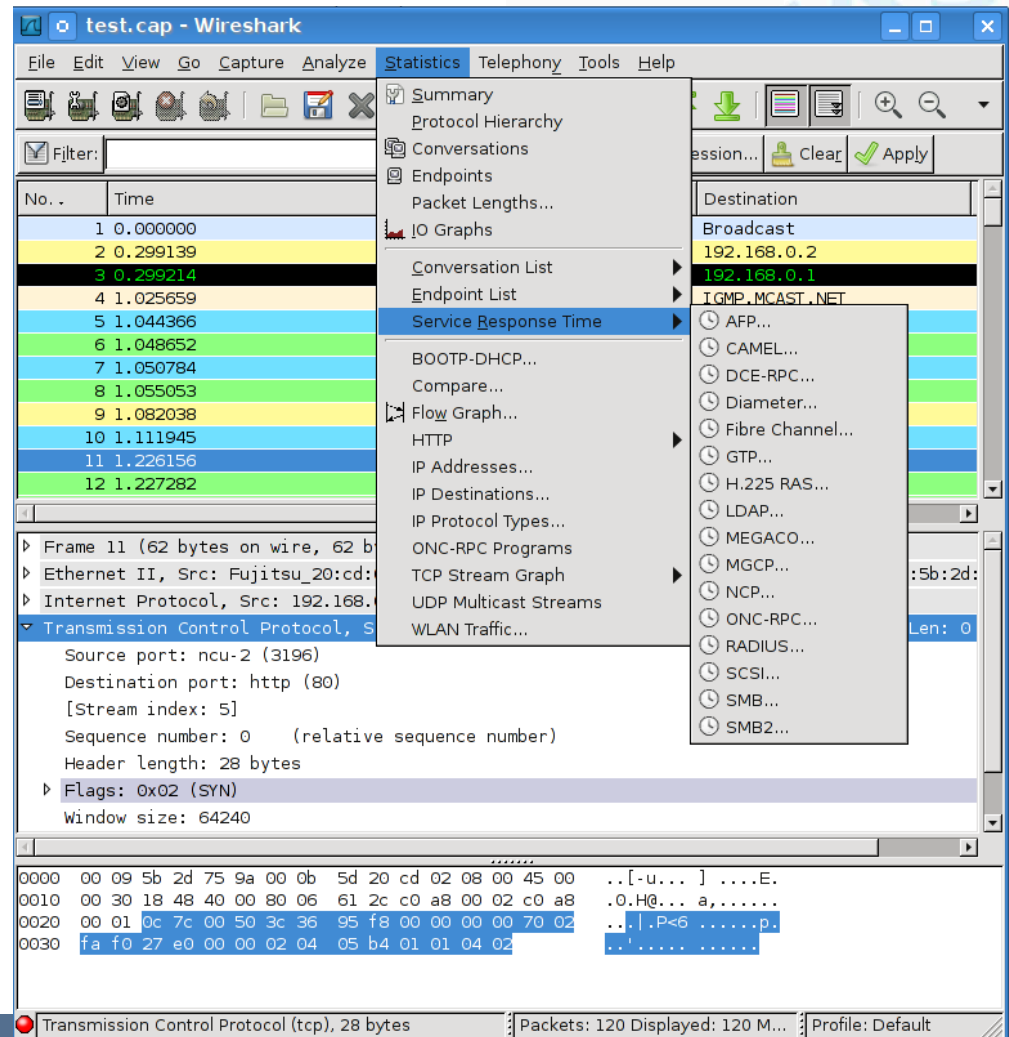 test.cap - Wireshark
File Edit View Go Capture Analyze Statistics Telephony Tools Help
Filter: ession... Clear Apply
No. . Time Destination
1 0.000000 Broadcast
2 0.299139 192.168.0.2
3 0.299214 192.168.0.1
4 1.025659 IGMP.MCAST.NET
5 1.044366
6 1.048652
7 1.050784
8 1.055053
9 1.082038
10 1.111945
11 1.226156
12 1.227282
Summary
Protocol Hierarchy
Conversations
Endpoints
Packet Lengths...
IO Graphs
Conversation List
Endpoint List
Service Response Time
BOOTP-DHCP...
Compare...
Flow Graph...
HTTP
IP Addresses...
IP Destinations...
IP Protocol Types...
ONC-RPC Programs
TCP Stream Graph
UDP Multicast Streams
WLAN Traffic...
AFP...
CAMEL...
DCE-RPC...
Diameter...
Fibre Channel...
GTP...
H.225 RAS...
LDAP...
MEGACO...
MGCP...
NCP...
ONC-RPC...
RADIUS...
SCSI...
SMB...
SMB2...
Frame 11 (62 bytes on wire, 62 b
Ethernet II, Src: Fujitsu_20:cd: :5b:2d:
Internet Protocol, Src: 192.168.
Transmission Control Protocol, S Len: 0
Source port: ncu-2 (3196)
Destination port: http (80)
[Stream index: 5]
Sequence number: 0 (relative sequence number)
Header length: 28 bytes
Flags: 0x02 (SYN)
Window size: 64240
0000 00 09 5b 2d 75 9a 00 0b 5d 20 cd 02 08 00 45 00 ..[-u... ] ....E.
0010 00 30 18 48 40 00 80 06 61 2c c0 a8 00 02 c0 a8 .0.H@... a,......
0020 00 01 0c 7c 00 50 3c 36 95 f8 00 00 00 00 70 02 ...|.P<6 ......p.
0030 fa f0 27 e0 00 00 02 04 05 b4 01 01 04 02 ..'..... ......
Transmission Control Protocol (tcp), 28 bytes Packets: 120 Displayed: 120 M... Profile: Default